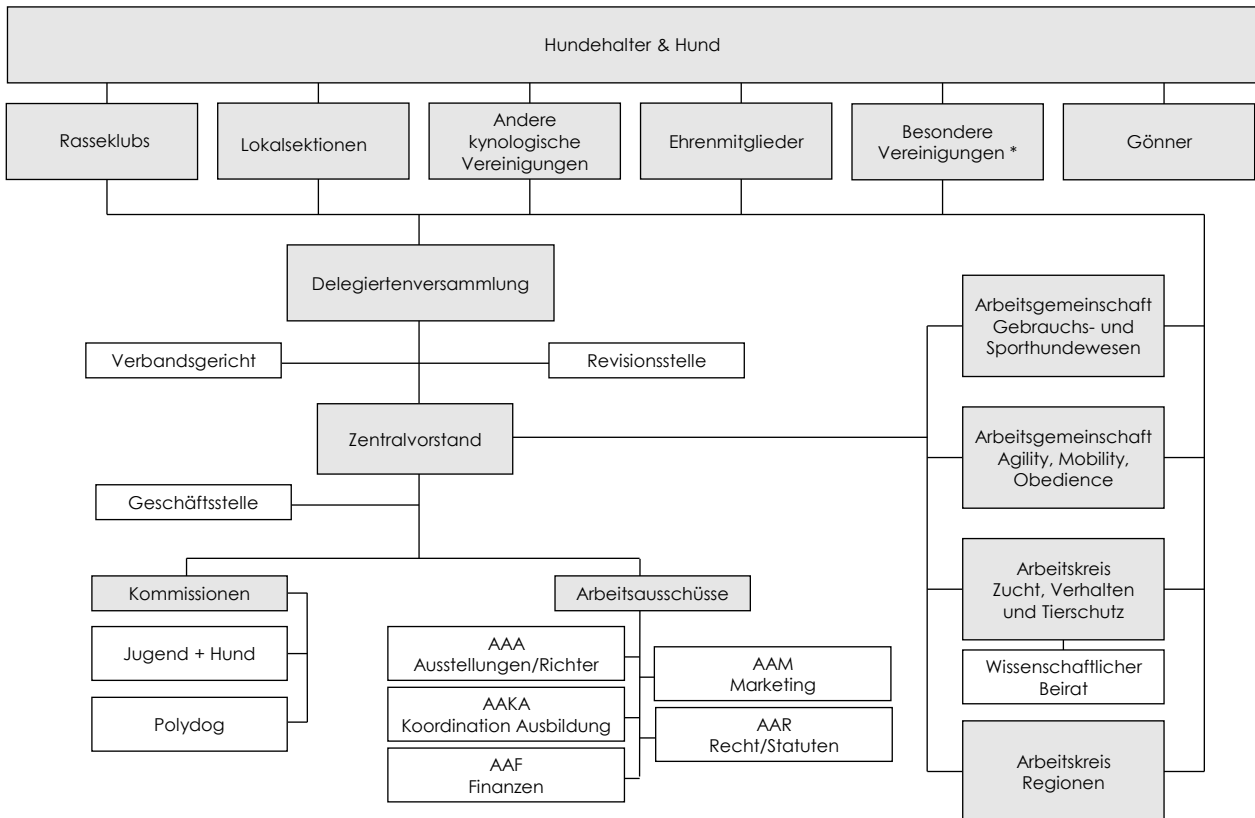 Hundehalter & Hund
Rasseklubs
Lokalsektionen
Andere
kynologische
Vereinigungen
Ehrenmitglieder
Besondere
Vereinigungen *
Gönner
Delegiertenversammlung
Verbandsgericht
Revisionsstelle
Zentralvorstand
Geschäftsstelle
Kommissionen
Jugend + Hund
Polydog
Arbeitsausschüsse
AAA
Ausstellungen/Richter
AAKA
Koordination Ausbildung
AAF
Finanzen
AAM
Marketing
AAR
Recht/Statuten
Arbeitsgemeinschaft
Gebrauchs- und
Sporthundewesen
Arbeitsgemeinschaft
Agility, Mobility,
Obedience
Arbeitskreis
Zucht, Verhalten
und Tierschutz
Wissenschaftlicher
Beirat
Arbeitskreis
Regionen